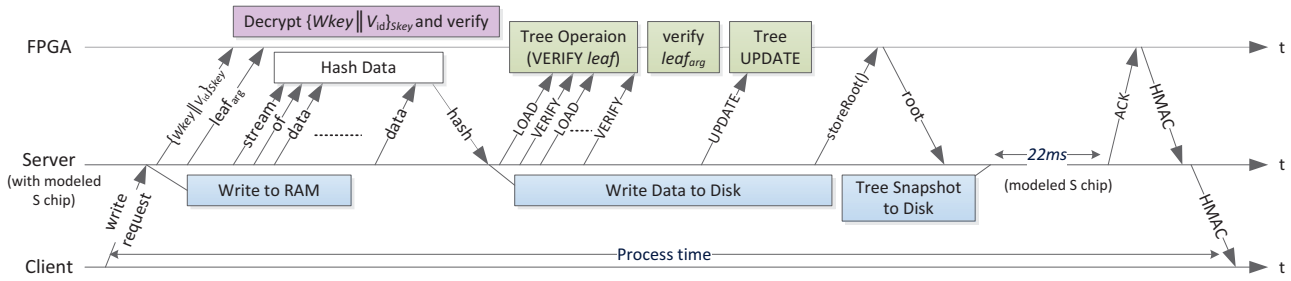 Decrypt {Wkey||Vid}Skey and verify
FPGA
Tree Operaion
(VERIFY leaf)
verify
leafarg
Tree
UPDATE
t
Hash Data
{Wkey||Vid}Skey
leafarg
stream
of
data
data
hash
LOAD
VERIFY
LOAD
VERIFY
UPDATE
storeRoot()
root
ACK
HMAC
Server
(with modeled
S chip)
22ms
(modeled S chip)
t
Write to RAM
Write Data to Disk
Tree Snapshot
to Disk
write
request
HMAC
Process time
Client
t